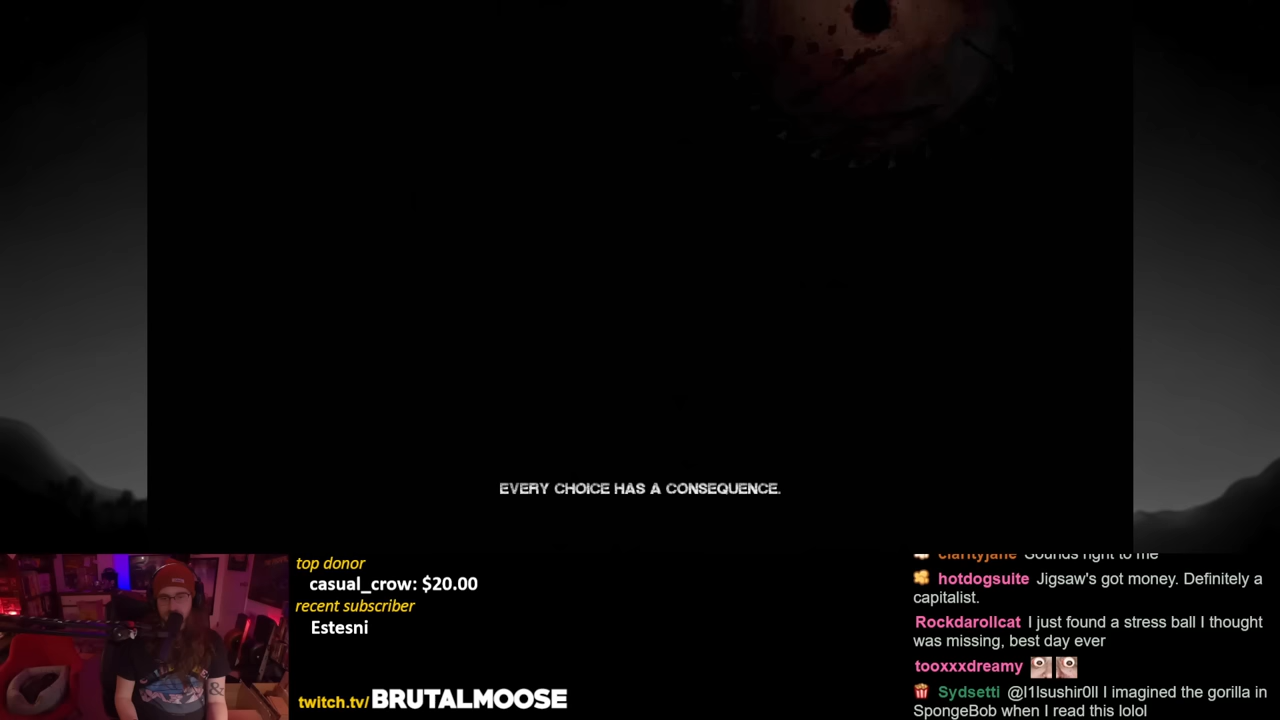 EVERY CHOICE HAS A CONSEQUENCE.
top donor
casual_crow: $20.00
recent subscriber
Estesni
twitch.tv/BRUTALMOOSE
clarityjane Sounds right to me
hotdogsuite Jigsaw's got money. Definitely a
capitalist.
Rockdarollcat I just found a stress ball I thought
was missing, best day ever
tooxxxdreamy
Sydsetti @l1lsushir0ll I imagined the gorilla in
SpongeBob when I read this lolol